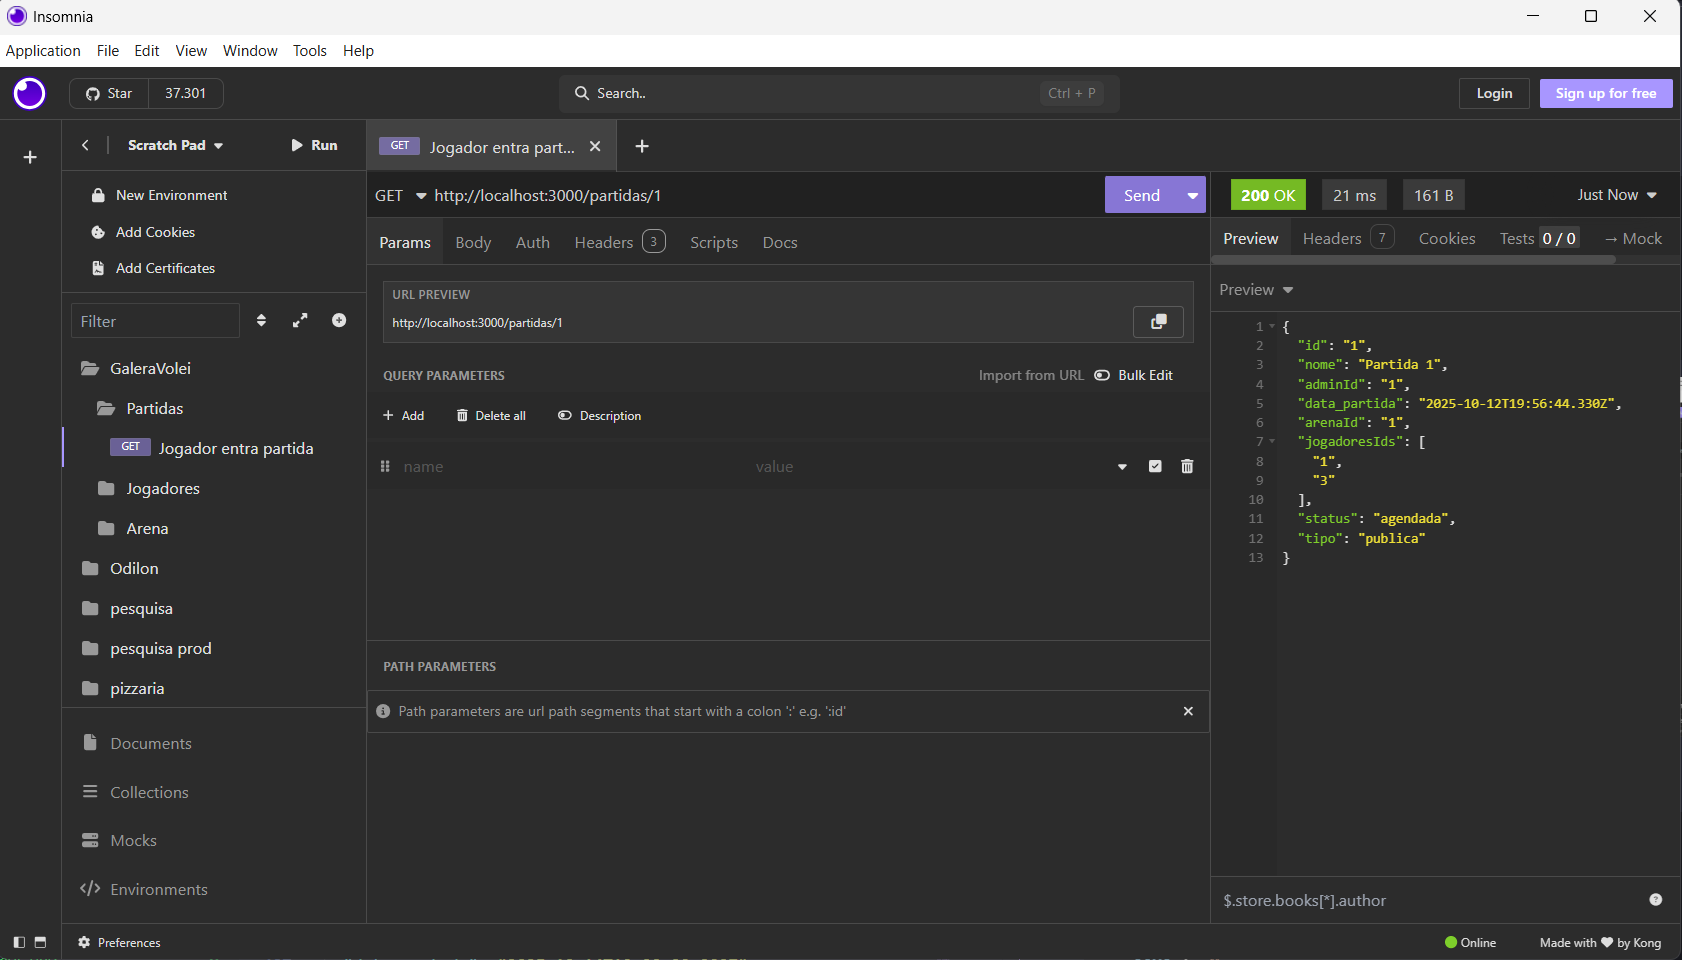 Insomnia
Application File Edit View Window Tools Help
Star 37.301
Search.. Ctrl + P
Login Sign up for free
Scratch Pad Run
New Environment
Add Cookies
Add Certificates
Filter
GaleraVolei
Partidas
GET Jogador entra partida
Jogadores
Arena
Odilon
pesquisa
pesquisa prod
pizzaria
Documents
Collections
Mocks
Environments
GET Jogador entra part...
GET http://localhost:3000/partidas/1 Send
Params Body Auth Headers 3 Scripts Docs
URL PREVIEW
http://localhost:3000/partidas/1
QUERY PARAMETERS Import from URL Bulk Edit
Add Delete all Description
name value
PATH PARAMETERS
Path parameters are url path segments that start with a colon ':' e.g. ':id'
200 OK 21 ms 161 B Just Now
Preview Headers 7 Cookies Tests 0 / 0 → Mock
Preview
1 {
2 "id": "1",
3 "nome": "Partida 1",
4 "adminId": "1",
5 "data_partida": "2025-10-12T19:56:44.330Z",
6 "arenaId": "1",
7 "jogadoresIds": [
8 "1",
9 "3"
10 ],
11 "status": "agendada",
12 "tipo": "publica"
13 }
$.store.books[*].author
Preferences
Online Made with by Kong